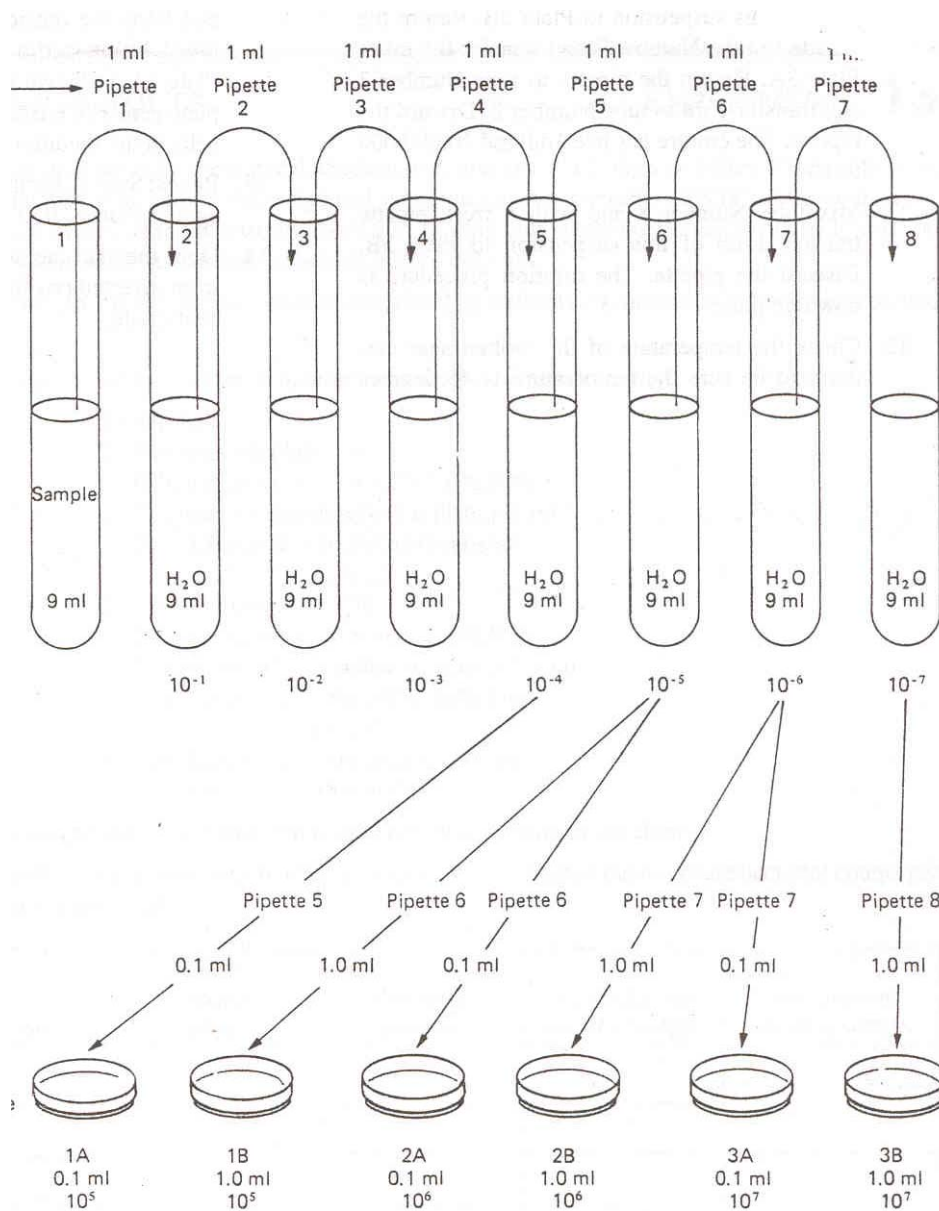 1 ml 1 ml 1 ml 1 ml 1 ml 1 ml
Pipette Pipette Pipette Pipette Pipette Pipette Pipette
1 2 3 4 5 6 7
1 2 3 4 5 6 7 8
Sample
H₂O H₂O H₂O H₂O H₂O H₂O
9 ml 9 ml 9 ml 9 ml 9 ml 9 ml 9 ml 9 ml
10⁻¹ 10⁻² 10⁻³ 10⁻⁴ 10⁻⁵ 10⁻⁶ 10⁻⁷
Pipette 5 Pipette 6 Pipette 6 Pipette 7 Pipette 7 Pipette 8
0.1 ml 1.0 ml 0.1 ml 1.0 ml 0.1 ml 1.0 ml
e
1A 1B 2A 2B 3A 3B
0.1 ml 1.0 ml 0.1 ml 1.0 ml 0.1 ml 1.0 ml
10⁵ 10⁵ 10⁶ 10⁶ 10⁷ 10⁷